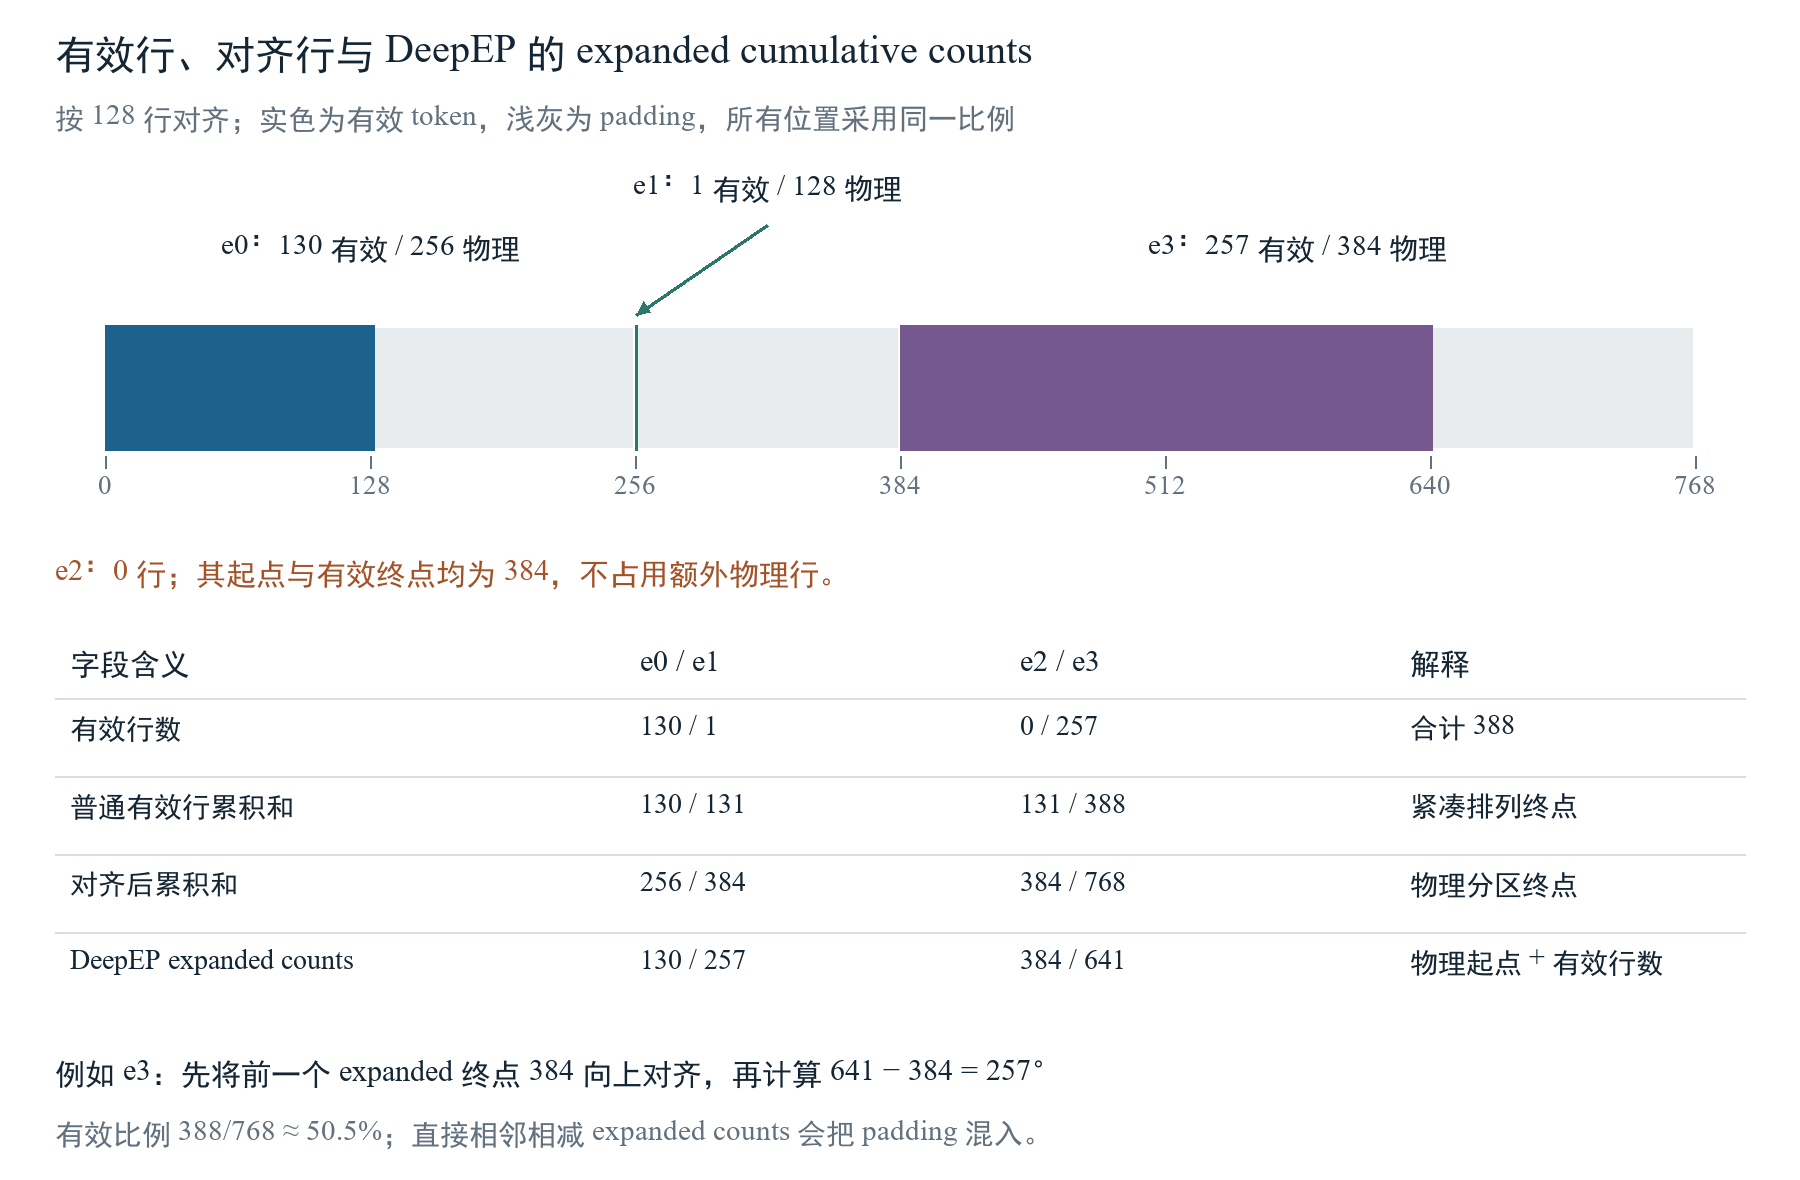 有效行、对齐行与 DeepEP 的 expanded cumulative counts
按 128 行对齐；实色为有效 token，浅灰为 padding，所有位置采用同一比例
e1：1 有效 / 128 物理
e0：130 有效 / 256 物理
e3：257 有效 / 384 物理
0 128 256 384 512 640 768
e2：0 行；其起点与有效终点均为 384，不占用额外物理行。
字段含义 e0 / e1 e2 / e3 解释
有效行数 130 / 1 0 / 257 合计 388
普通有效行累积和 130 / 131 131 / 388 紧凑排列终点
对齐后累积和 256 / 384 384 / 768 物理分区终点
DeepEP expanded counts 130 / 257 384 / 641 物理起点 + 有效行数
例如 e3：先将前一个 expanded 终点 384 向上对齐，再计算 641 − 384 = 257。
有效比例 388/768 ≈ 50.5%；直接相邻相减 expanded counts 会把 padding 混入。